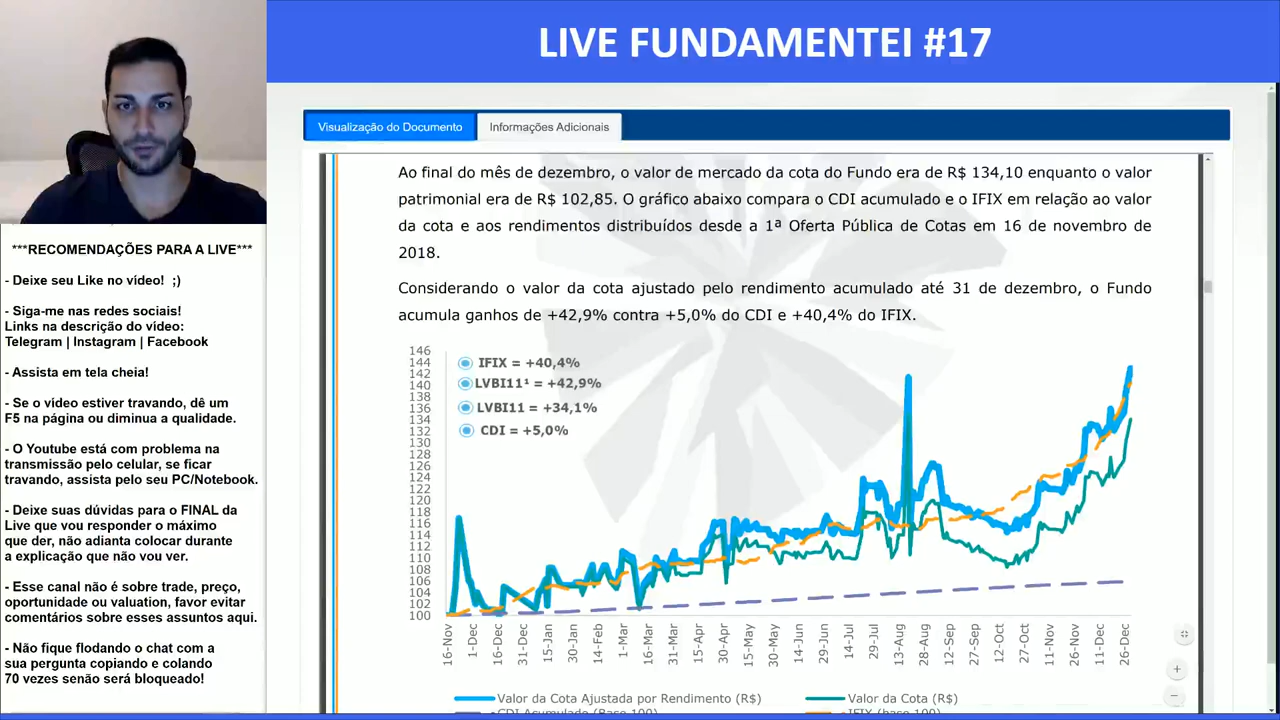 LIVE FUNDAMENTEI #17
***RECOMENDAÇÕES PARA A LIVE***
- Deixe seu Like no vídeo!  ;)
- Siga-me nas redes sociais!
Links na descrição do vídeo:
Telegram | Instagram | Facebook
- Assista em tela cheia!
- Se o vídeo estiver travando, dê um
F5 na página ou diminua a qualidade.
- O Youtube está com problema na
transmissão pelo celular, se ficar
travando, assista pelo seu PC/Notebook.
- Deixe suas dúvidas para o FINAL da
Live que vou responder o máximo
que der, não adianta colocar durante
a explicação que não vou ver.
- Esse canal não é sobre trade, preço,
oportunidade ou valuation, favor evitar
comentários sobre esses assuntos aqui.
- Não fique flodando o chat com a
sua pergunta copiando e colando
70 vezes senão será bloqueado!
Visualização do Documento
Informações Adicionais
Ao final do mês de dezembro, o valor de mercado da cota do Fundo era de R$ 134,10 enquanto o valor
patrimonial era de R$ 102,85. O gráfico abaixo compara o CDI acumulado e o IFIX em relação ao valor
da cota e aos rendimentos distribuídos desde a 1ª Oferta Pública de Cotas em 16 de novembro de
2018.
Considerando o valor da cota ajustado pelo rendimento acumulado até 31 de dezembro, o Fundo
acumula ganhos de +42,9% contra +5,0% do CDI e +40,4% do IFIX.
146
144
142
140
138
136
134
132
130
128
126
124
122
120
118
116
114
112
110
108
106
104
102
100
IFIX = +40,4%
LVBI11¹ = +42,9%
LVBI11 = +34,1%
CDI = +5,0%
16-Nov
1-Dec
16-Dec
31-Dec
15-Jan
30-Jan
14-Feb
1-Mar
16-Mar
31-Mar
15-Apr
30-Apr
15-May
30-May
14-Jun
29-Jun
14-Jul
29-Jul
13-Aug
28-Aug
12-Sep
27-Sep
12-Oct
27-Oct
11-Nov
26-Nov
11-Dec
26-Dec
Valor da Cota Ajustada por Rendimento (R$)
Valor da Cota (R$)
CDI Acumulado (Base 100)
IFIX (base 100)